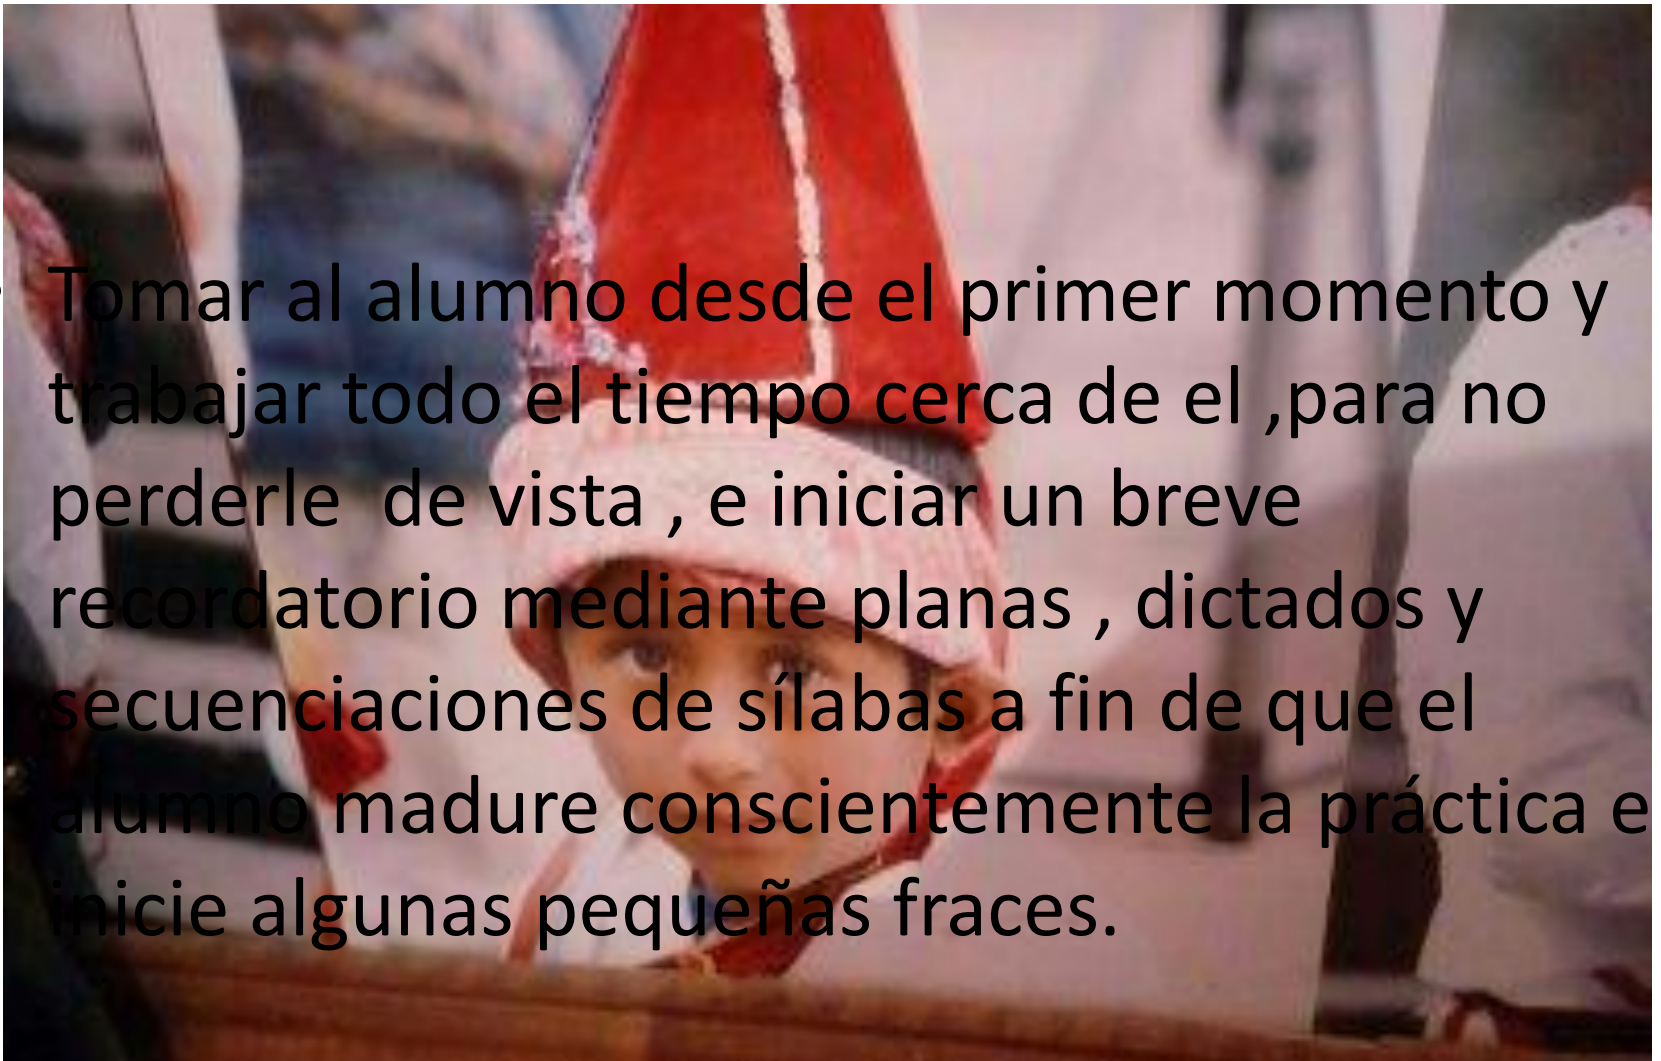 Tomar al alumno desde el primer momento y
trabajar todo el tiempo cerca de el ,para no
perderle  de vista , e iniciar un breve
recordatorio mediante planas , dictados y
secuenciaciones de sílabas a fin de que el
alumno madure conscientemente la práctica e
inicie algunas pequeñas fraces.